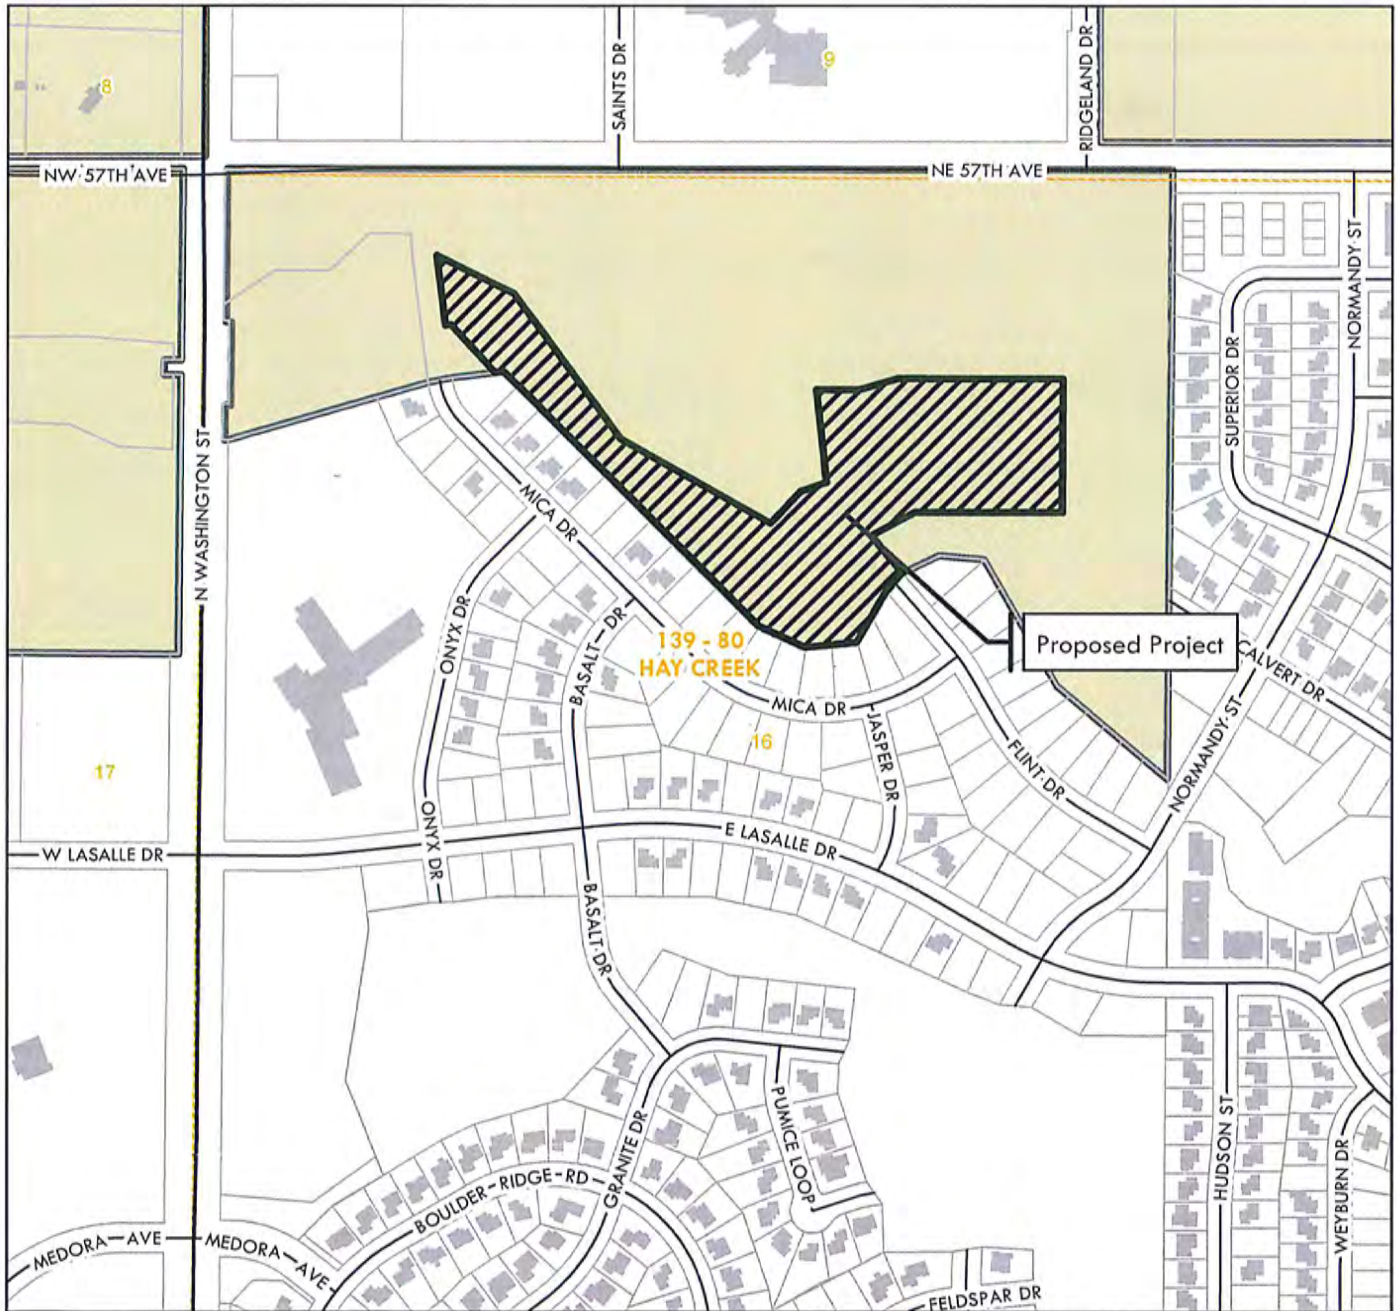 SAINTS DR
RIDGELAND DR
9
8
NW 57TH AVE
NE 57TH AVE
NORMANDY ST
SUPERIOR DR
N WASHINGTON ST
MICA DR
ONYX DR
BASALT DR
139 - 80
HAY CREEK
Proposed Project
CALVERT DR
MICA DR
JASPER DR
16
17
FLINT DR
NORMANDY ST
ONYX DR
E LASALLE DR
W LASALLE DR
BASALT DR
PUMICE LOOP
GRANITE DR
HUDSON ST
WEYBURN DR
BOULDER RIDGE RD
MEDORA AVE
MEDORA AVE
FELDSPAR DR